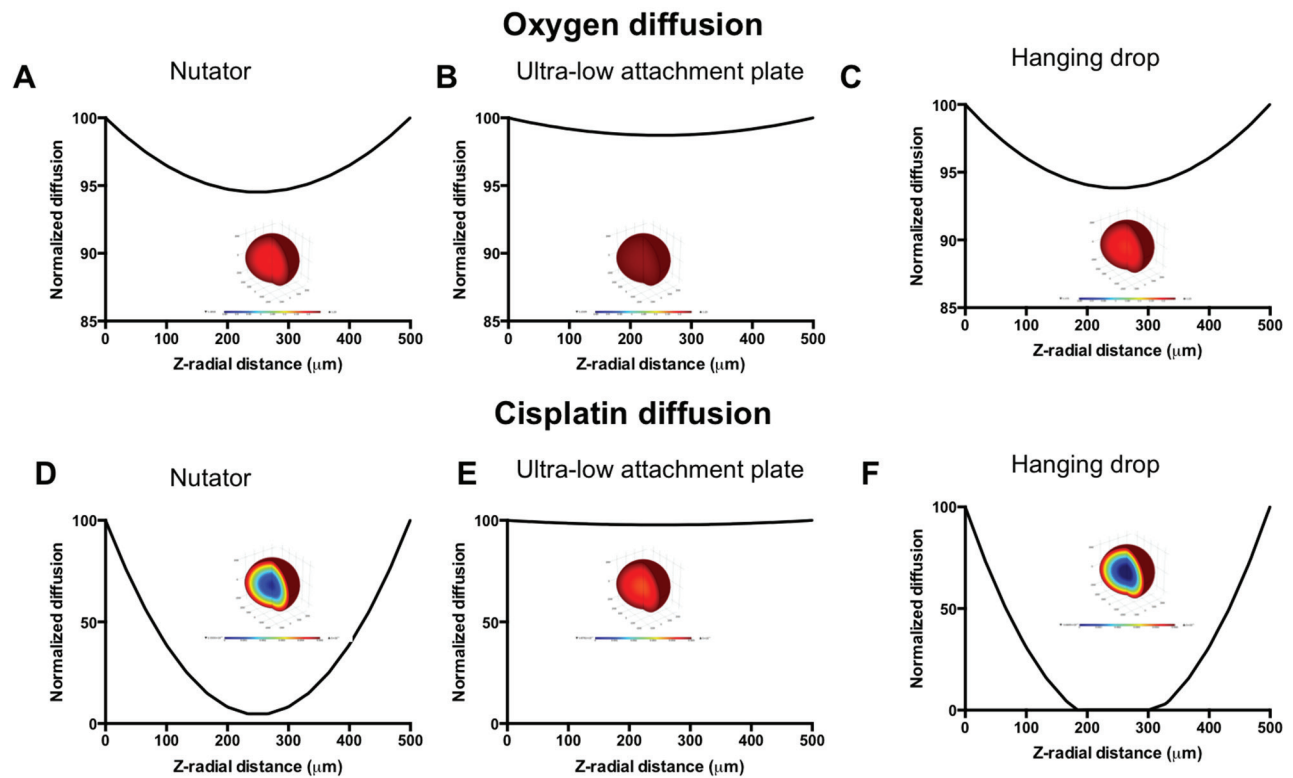 Oxygen diffusion
A
Nutator
B
Ultra-low attachment plate
C
Hanging drop
Normalized diffusion
100
95
90
85
0 100 200 300 400 500
Z-radial distance (μm)
Normalized diffusion
100
95
90
85
0 100 200 300 400 500
Z-radial distance (μm)
Normalized diffusion
100
95
90
85
0 100 200 300 400 500
Z-radial distance (μm)
Cisplatin diffusion
D
Nutator
E
Ultra-low attachment plate
F
Hanging drop
Normalized diffusion
100
50
0
0 100 200 300 400 500
Z-radial distance (μm)
Normalized diffusion
100
50
0
0 100 200 300 400 500
Z-radial distance (μm)
Normalized diffusion
100
50
0
0 100 200 300 400 500
Z-radial distance (μm)